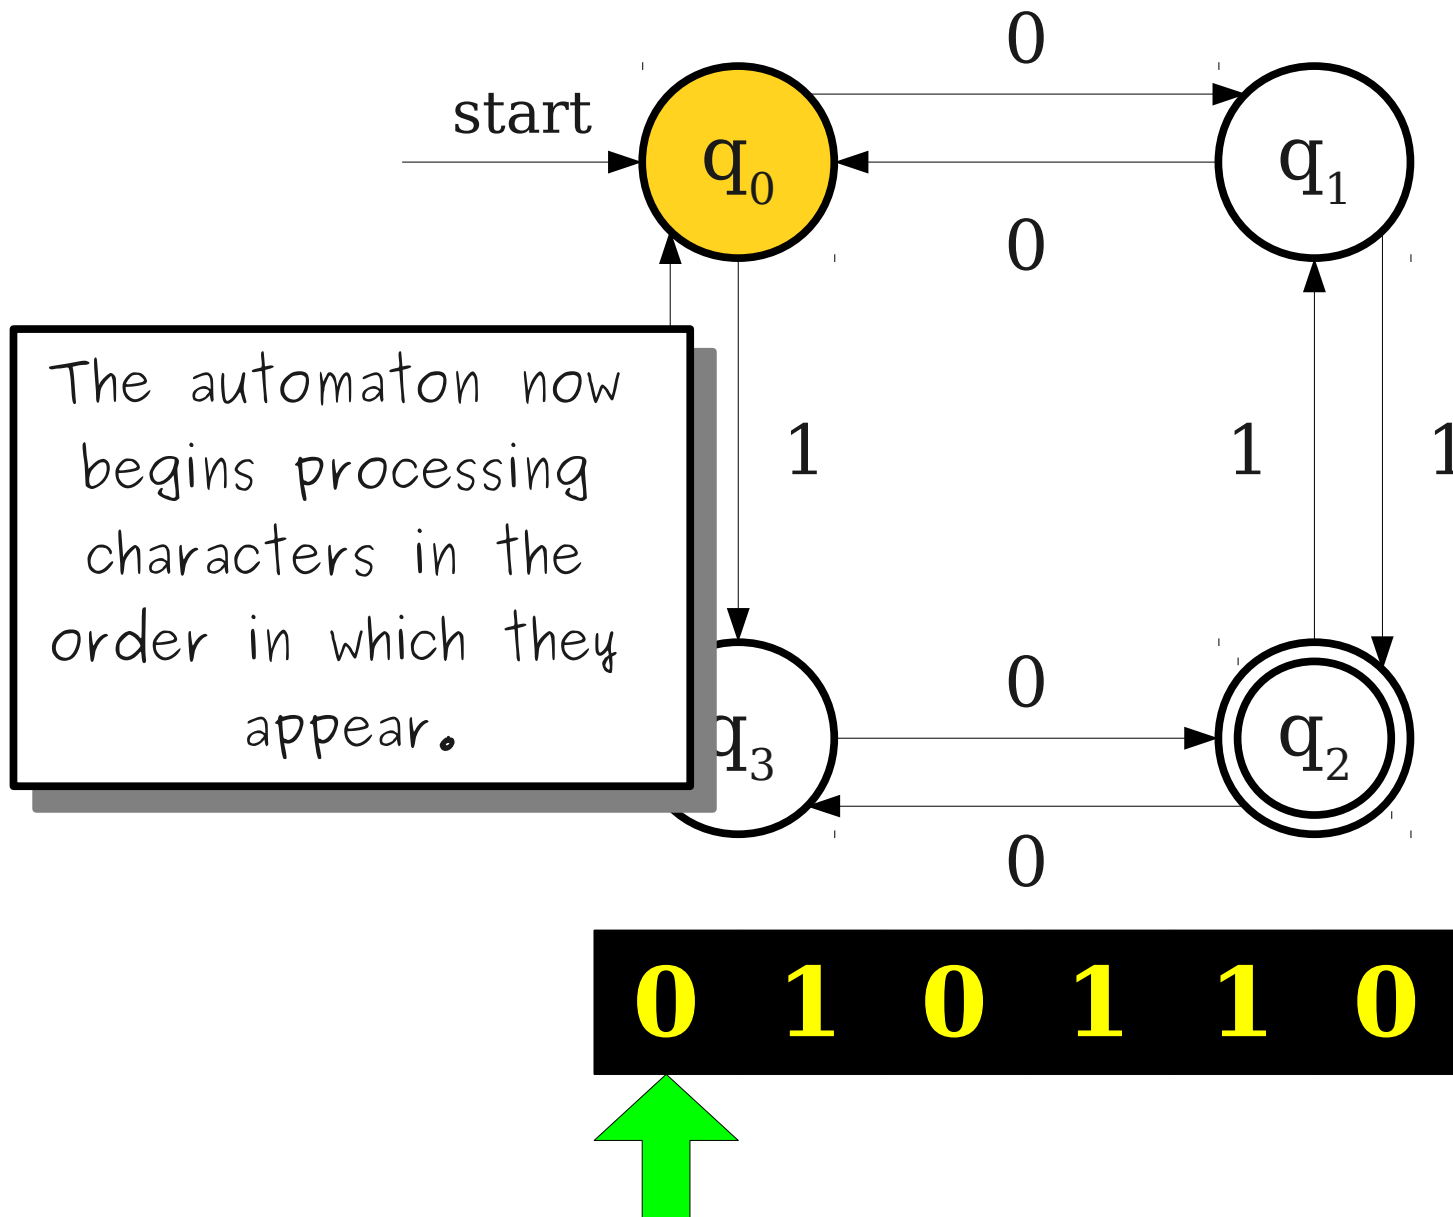 0
start
q0
q1
0
The automaton now
begins processing
characters in the
order in which they
appear.
1
1
1
0
q3
q2
0
0 1 0 1 1 0